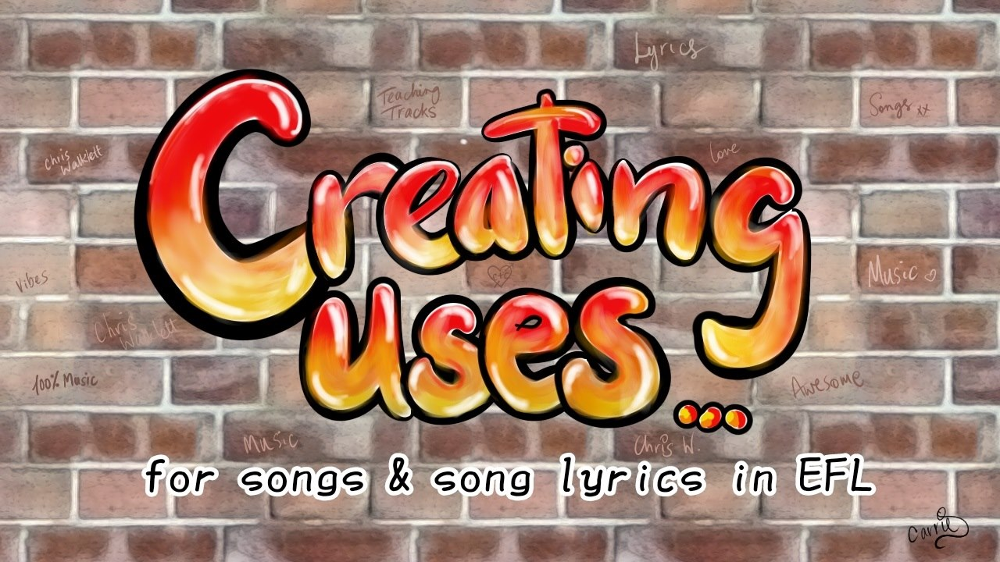 Lyrics
Teaching
Tracks
Songs xx
Chris
Walklett
love
Creating
Vibes
C+C
Music
uses...
Chris
Walklett
100% Music
Awesome
Music
Chris W.
for songs & song lyrics in EFL
Carrie